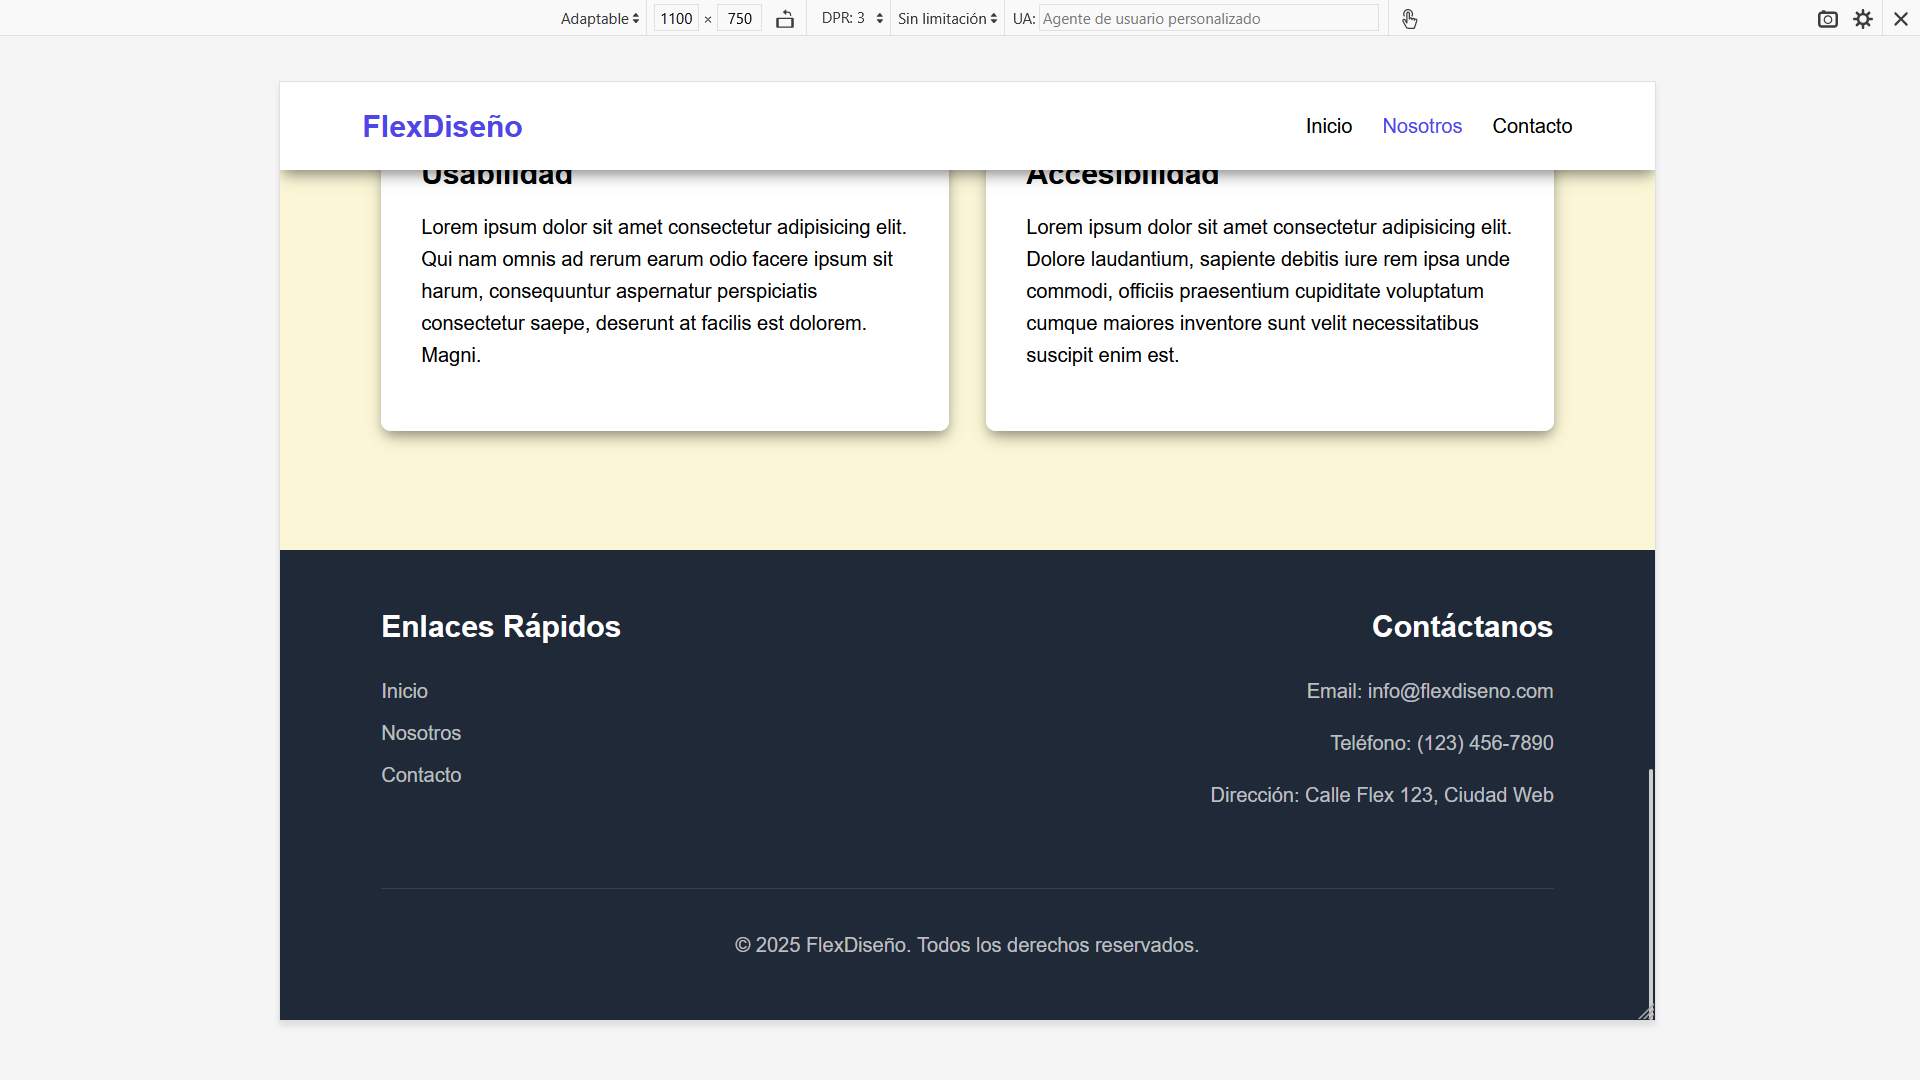 Adaptable 1100 × 750 DPR: 3 Sin limitación UA: Agente de usuario personalizado
FlexDiseño
Inicio Nosotros Contacto
Usabilidad
Lorem ipsum dolor sit amet consectetur adipisicing elit.
Qui nam omnis ad rerum earum odio facere ipsum sit
harum, consequuntur aspernatur perspiciatis
consectetur saepe, deserunt at facilis est dolorem.
Magni.
Accesibilidad
Lorem ipsum dolor sit amet consectetur adipisicing elit.
Dolore laudantium, sapiente debitis iure rem ipsa unde
commodi, officiis praesentium cupiditate voluptatum
cumque maiores inventore sunt velit necessitatibus
suscipit enim est.
Enlaces Rápidos
Inicio
Nosotros
Contacto
Contáctanos
Email: info@flexdiseno.com
Teléfono: (123) 456-7890
Dirección: Calle Flex 123, Ciudad Web
© 2025 FlexDiseño. Todos los derechos reservados.